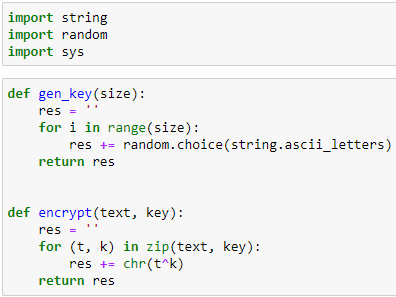 import string
import random
import sys
def gen_key(size):
    res = ''
    for i in range(size):
        res += random.choice(string.ascii_letters)
    return res
def encrypt(text, key):
    res = ''
    for (t, k) in zip(text, key):
        res += chr(t^k)
    return res